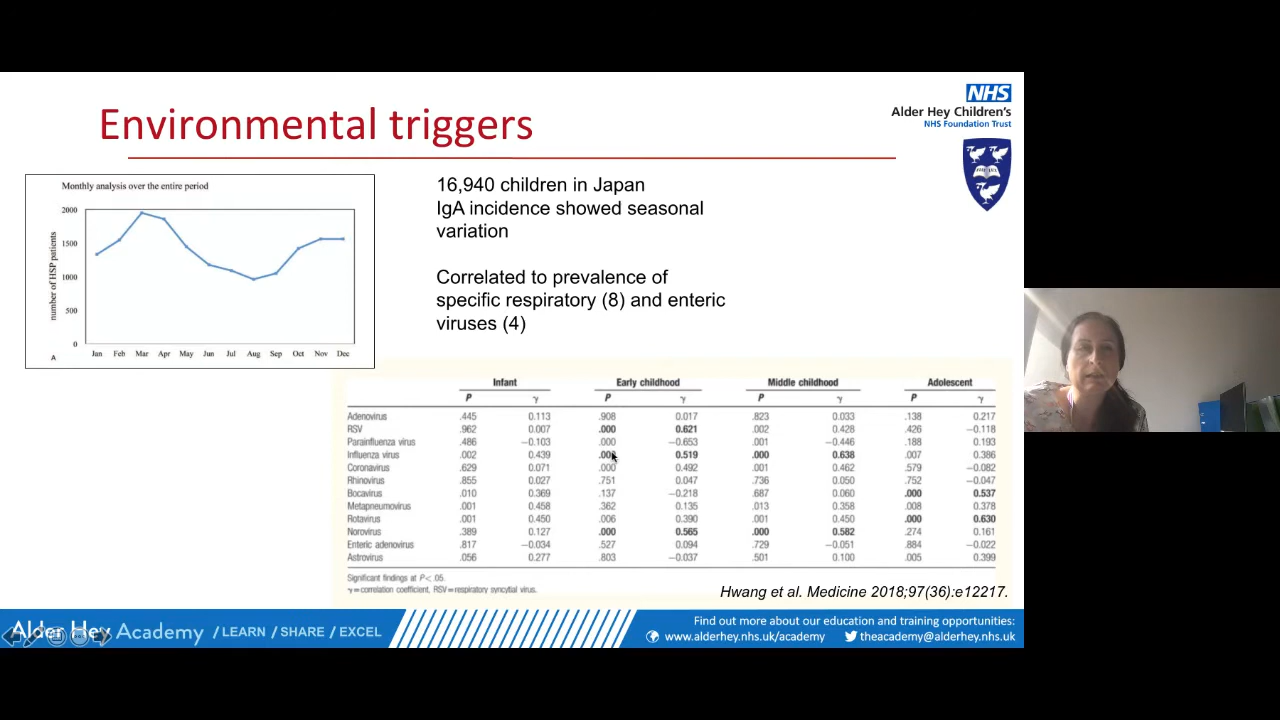 Environmental triggers
NHS
Alder Hey Children's
NHS Foundation Trust
Monthly analysis over the entire period
number of HSP patients
2000
1500
1000
500
0
Jan Feb Mar Apr May Jun Jul Aug Sep Oct Nov Dec
A
16,940 children in Japan
IgA incidence showed seasonal
variation
Correlated to prevalence of
specific respiratory (8) and enteric
viruses (4)
Infant Early childhood Middle childhood Adolescent
P γ P γ P γ P γ
Adenovirus .445 0.113 .908 0.017 .823 0.033 .138 0.217
RSV .962 0.007 .000 0.621 .002 0.428 .426 −0.118
Parainfluenza virus .486 −0.103 .000 −0.653 .001 −0.446 .188 0.193
Influenza virus .002 0.439 .000 0.519 .000 0.638 .007 0.386
Coronavirus .629 0.071 .000 0.492 .001 0.462 .579 −0.082
Rhinovirus .855 0.027 .751 0.047 .736 0.050 .752 −0.047
Bocavirus .010 0.369 .137 −0.218 .687 0.060 .000 0.537
Metapneumovirus .001 0.458 .362 0.135 .013 0.358 .008 0.378
Rotavirus .001 0.450 .006 0.390 .001 0.450 .000 0.630
Norovirus .389 0.127 .000 0.565 .000 0.582 .274 0.161
Enteric adenovirus .817 −0.034 .527 0.094 .729 −0.051 .884 −0.022
Astrovirus .056 0.277 .803 −0.037 .501 0.100 .005 0.399
Significant findings at P<.05.
γ=correlation coefficient, RSV=respiratory syncytial virus.
Hwang et al. Medicine 2018;97(36):e12217.
Alder Hey Academy / LEARN / SHARE / EXCEL
Find out more about our education and training opportunities:
www.alderhey.nhs.uk/academy theacademy@alderhey.nhs.uk